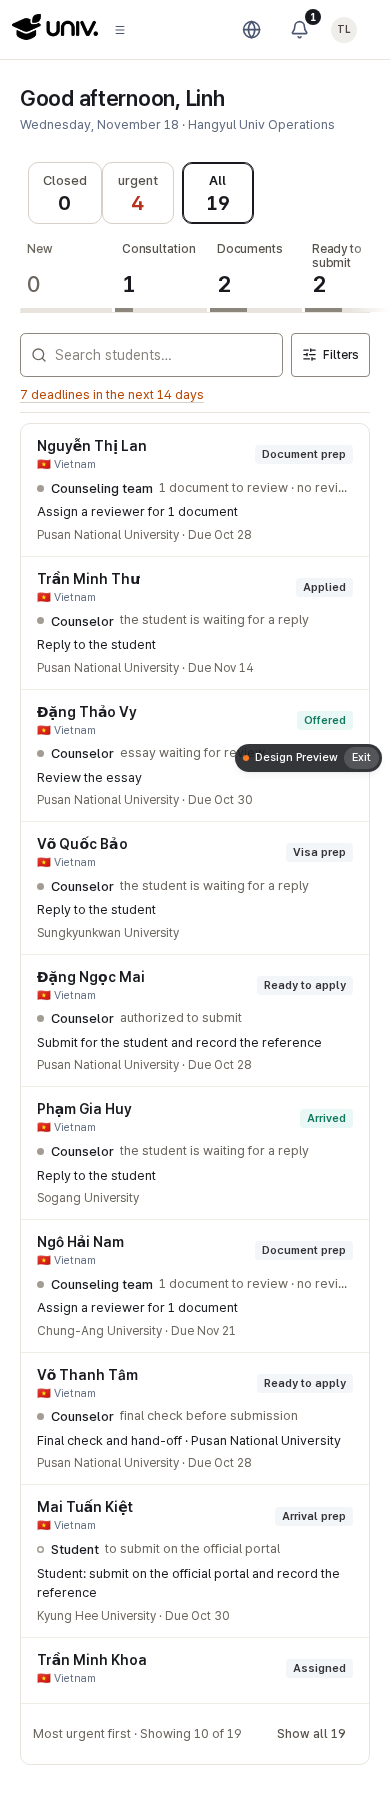 univ.
1
TL
Good afternoon, Linh
Wednesday, November 18 · Hangyul Univ Operations
Closed
0
urgent
4
All
19
New
0
Consultation
1
Documents
2
Ready to submit
2
Search students...
Filters
7 deadlines in the next 14 days
Nguyễn Thị Lan
Document prep
Vietnam
Counseling team 1 document to review · no revi...
Assign a reviewer for 1 document
Pusan National University · Due Oct 28
Trần Minh Thư
Applied
Vietnam
Counselor the student is waiting for a reply
Reply to the student
Pusan National University · Due Nov 14
Đặng Thảo Vy
Offered
Vietnam
Counselor essay waiting for
Design Preview Exit
Review the essay
Pusan National University · Due Oct 30
Võ Quốc Bảo
Visa prep
Vietnam
Counselor the student is waiting for a reply
Reply to the student
Sungkyunkwan University
Đặng Ngọc Mai
Ready to apply
Vietnam
Counselor authorized to submit
Submit for the student and record the reference
Pusan National University · Due Oct 28
Phạm Gia Huy
Arrived
Vietnam
Counselor the student is waiting for a reply
Reply to the student
Sogang University
Ngô Hải Nam
Document prep
Vietnam
Counseling team 1 document to review · no revi...
Assign a reviewer for 1 document
Chung-Ang University · Due Nov 21
Võ Thanh Tâm
Ready to apply
Vietnam
Counselor final check before submission
Final check and hand-off · Pusan National University
Pusan National University · Due Oct 28
Mai Tuấn Kiệt
Arrival prep
Vietnam
Student to submit on the official portal
Student: submit on the official portal and record the
reference
Kyung Hee University · Due Oct 30
Trần Minh Khoa
Assigned
Vietnam
Most urgent first · Showing 10 of 19
Show all 19